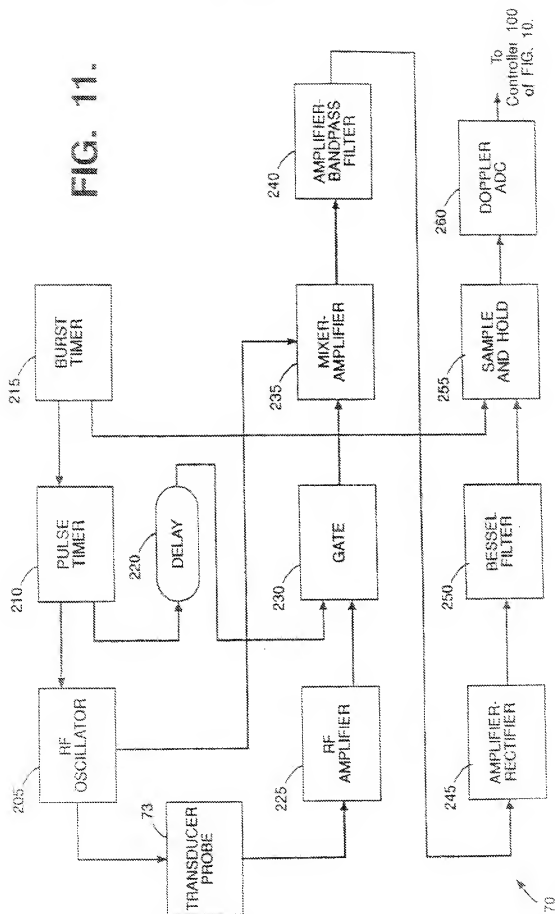 FIG. 11.
215
BURST
TIMER
210
PULSE
TIMER
205
RF
OSCILLATOR
220
DELAY
73
TRANSDUCER
PROBE
225
RF
AMPLIFIER
230
GATE
235
MIXER-
AMPLIFIER
240
AMPLIFIER-
BANDPASS
FILTER
245
AMPLIFIER-
RECTIFIER
250
BESSEL
FILTER
255
SAMPLE
AND HOLD
260
DOPPLER
ADC
To
Controller 100
of FIG. 10.
70